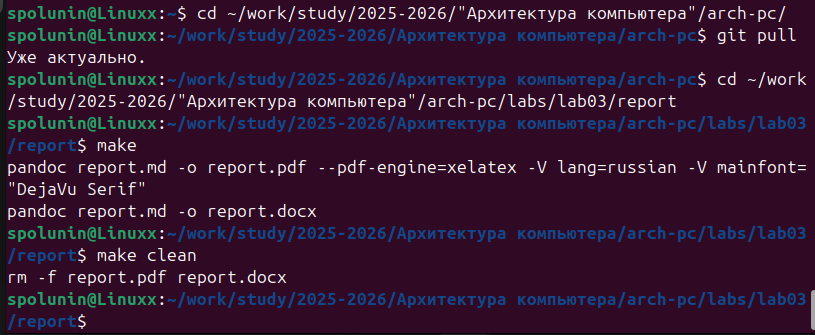 spolunin@Linuxx:~$ cd ~/work/study/2025-2026/"Архитектура компьютера"/arch-pc/
spolunin@Linuxx:~/work/study/2025-2026/Архитектура компьютера/arch-pc$ git pull
Уже актуально.
spolunin@Linuxx:~/work/study/2025-2026/Архитектура компьютера/arch-pc$ cd ~/work
/study/2025-2026/"Архитектура компьютера"/arch-pc/labs/lab03/report
spolunin@Linuxx:~/work/study/2025-2026/Архитектура компьютера/arch-pc/labs/lab03
/report$ make
pandoc report.md -o report.pdf --pdf-engine=xelatex -V lang=russian -V mainfont=
"DejaVu Serif"
pandoc report.md -o report.docx
spolunin@Linuxx:~/work/study/2025-2026/Архитектура компьютера/arch-pc/labs/lab03
/report$ make clean
rm -f report.pdf report.docx
spolunin@Linuxx:~/work/study/2025-2026/Архитектура компьютера/arch-pc/labs/lab03
/report$